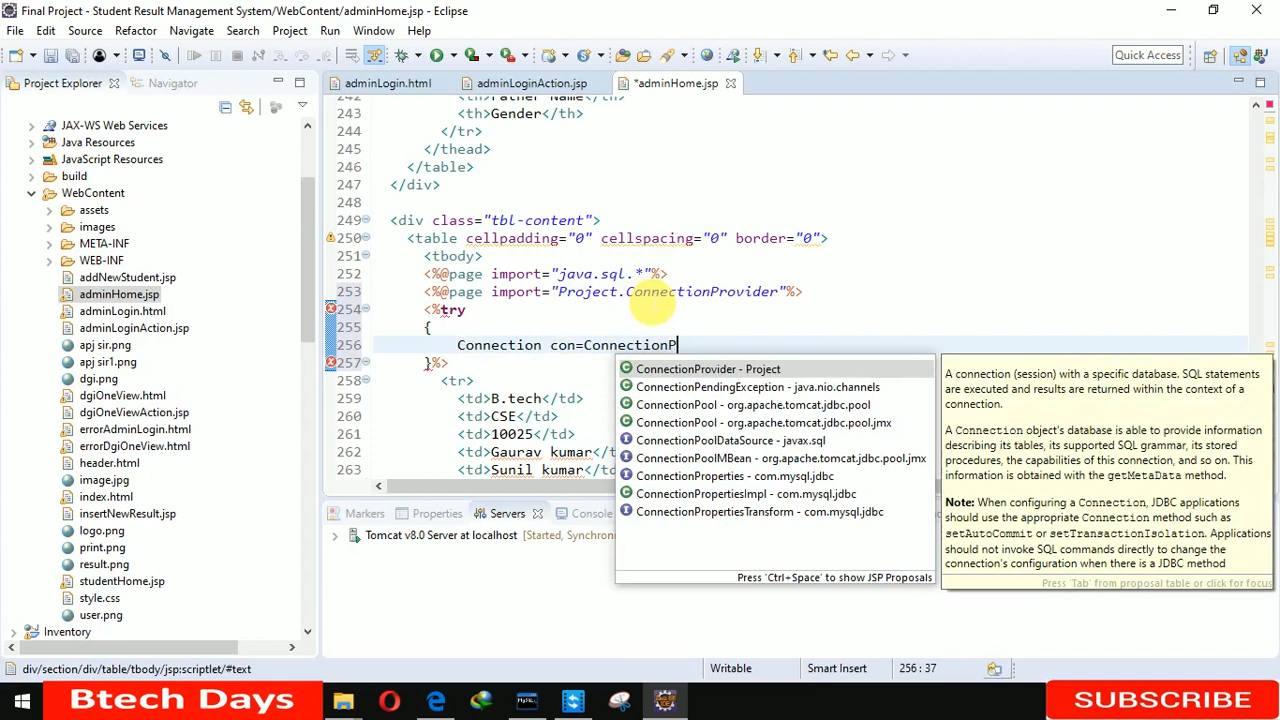 Final Project - Student Result Management System/WebContent/adminHome.jsp - Eclipse
File Edit Source Refactor Navigate Search Project Run Window Help
Quick Access
Project Explorer Navigator
adminLogin.html adminLoginAction.jsp *adminHome.jsp
JAX-WS Web Services
Java Resources
JavaScript Resources
build
WebContent
assets
images
META-INF
WEB-INF
addNewStudent.jsp
adminHome.jsp
adminLogin.html
adminLoginAction.jsp
apj sir.png
apj sir1.png
dgi.png
dgiOneView.html
dgiOneViewAction.jsp
errorAdminLogin.html
errorDgiOneView.html
header.html
image.jpg
index.html
insertNewResult.jsp
logo.png
print.png
result.png
studentHome.jsp
style.css
user.png
Inventory
242 <th>Father Name</th>
243 <th>Gender</th>
244 </tr>
245 </thead>
246 </table>
247 </div>
248
249 <div class="tbl-content">
250 <table cellpadding="0" cellspacing="0" border="0">
251 <tbody>
252 <%@page import="java.sql.*"%>
253 <%@page import="Project.ConnectionProvider"%>
254 <%try
255 {
256 Connection con=ConnectionP
257 }%>
258 <tr>
259 <td>B.tech</td>
260 <td>CSE</td>
261 <td>10025</td>
262 <td>Gaurav kumar</td>
263 <td>Sunil kumar</td>
ConnectionProvider - Project
ConnectionPendingException - java.nio.channels
ConnectionPool - org.apache.tomcat.jdbc.pool
ConnectionPool - org.apache.tomcat.jdbc.pool.jmx
ConnectionPoolDataSource - javax.sql
ConnectionPoolMBean - org.apache.tomcat.jdbc.pool.jmx
ConnectionProperties - com.mysql.jdbc
ConnectionPropertiesImpl - com.mysql.jdbc
ConnectionPropertiesTransform - com.mysql.jdbc
Press 'Ctrl+Space' to show JSP Proposals
A connection (session) with a specific database. SQL statements
are executed and results are returned within the context of a
connection.
A Connection object's database is able to provide information
describing its tables, its supported SQL grammar, its stored
procedures, the capabilities of this connection, and so on. This
information is obtained with the getMetaData method.
Note: When configuring a Connection, JDBC applications
should use the appropriate Connection method such as
setAutoCommit or setTransactionIsolation. Applications
should not invoke SQL commands directly to change the
connection's configuration when there is a JDBC method
Press 'Tab' from proposal table or click for focus
Markers Properties Servers Console
Tomcat v8.0 Server at localhost [Started, Synchro
div/section/div/table/tbody/jsp:scriptlet/#text
Writable Smart Insert 256 : 37
Btech Days
SUBSCRIBE